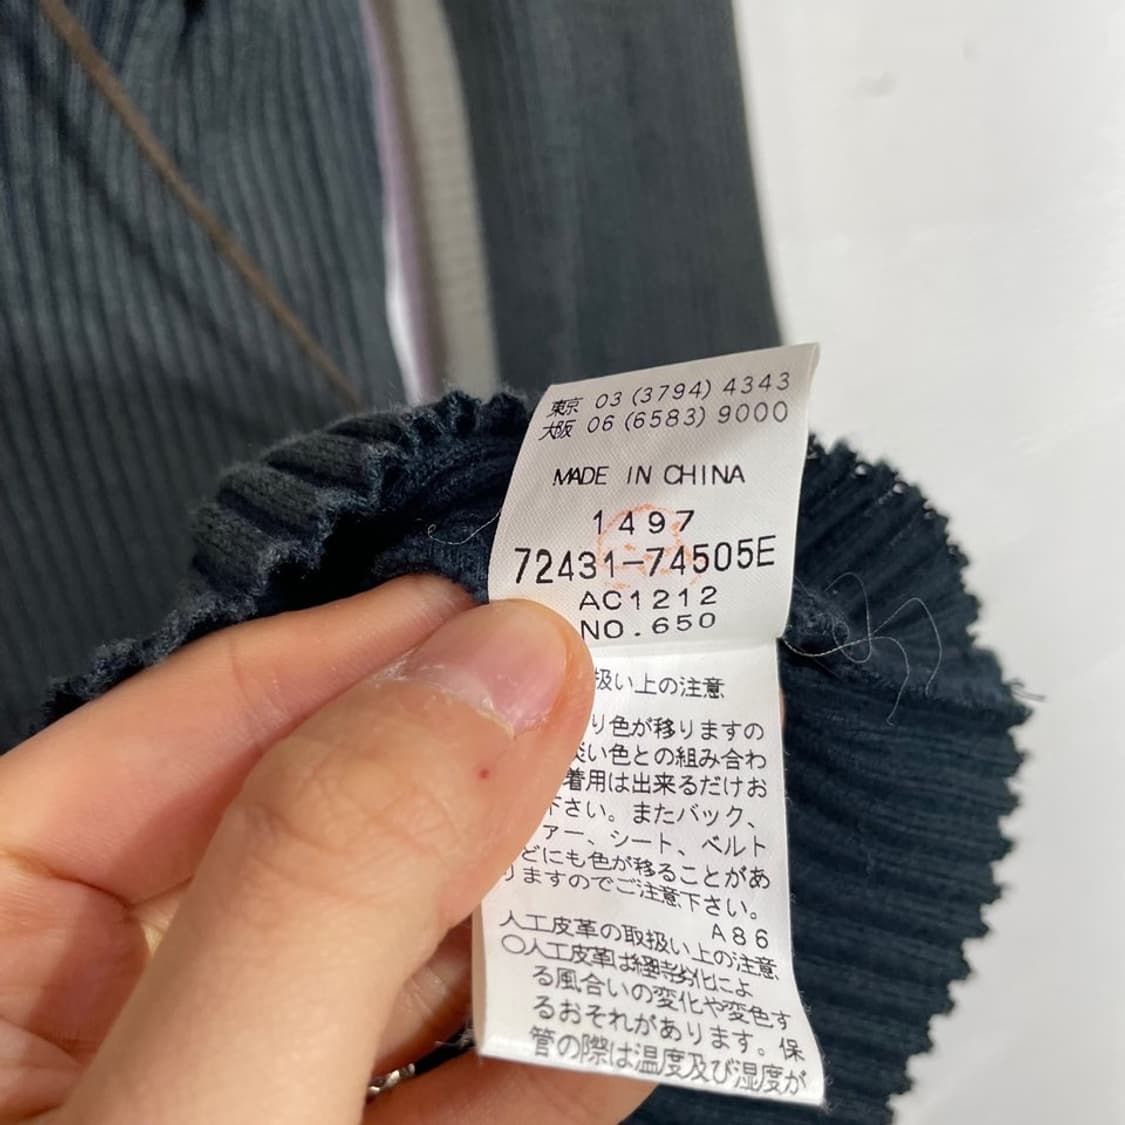 東京 03 (3794) 4343
大阪 06 (6583) 9000
MADE IN CHINA
1497
72431-74505E
AC1212
NO.650
扱い上の注意
り色が移りますの
淡い色との組み合わ
着用は出来るだけお
下さい。またバック、
ァー、シート、ベルト
どにも色が移ることがあ
りますのでご注意下さい。
A86
人工皮革の取扱い上の注意
○人工皮革は経時劣化によ
る風合いの変化や変色す
るおそれがあります。保
管の際は温度及び湿度が